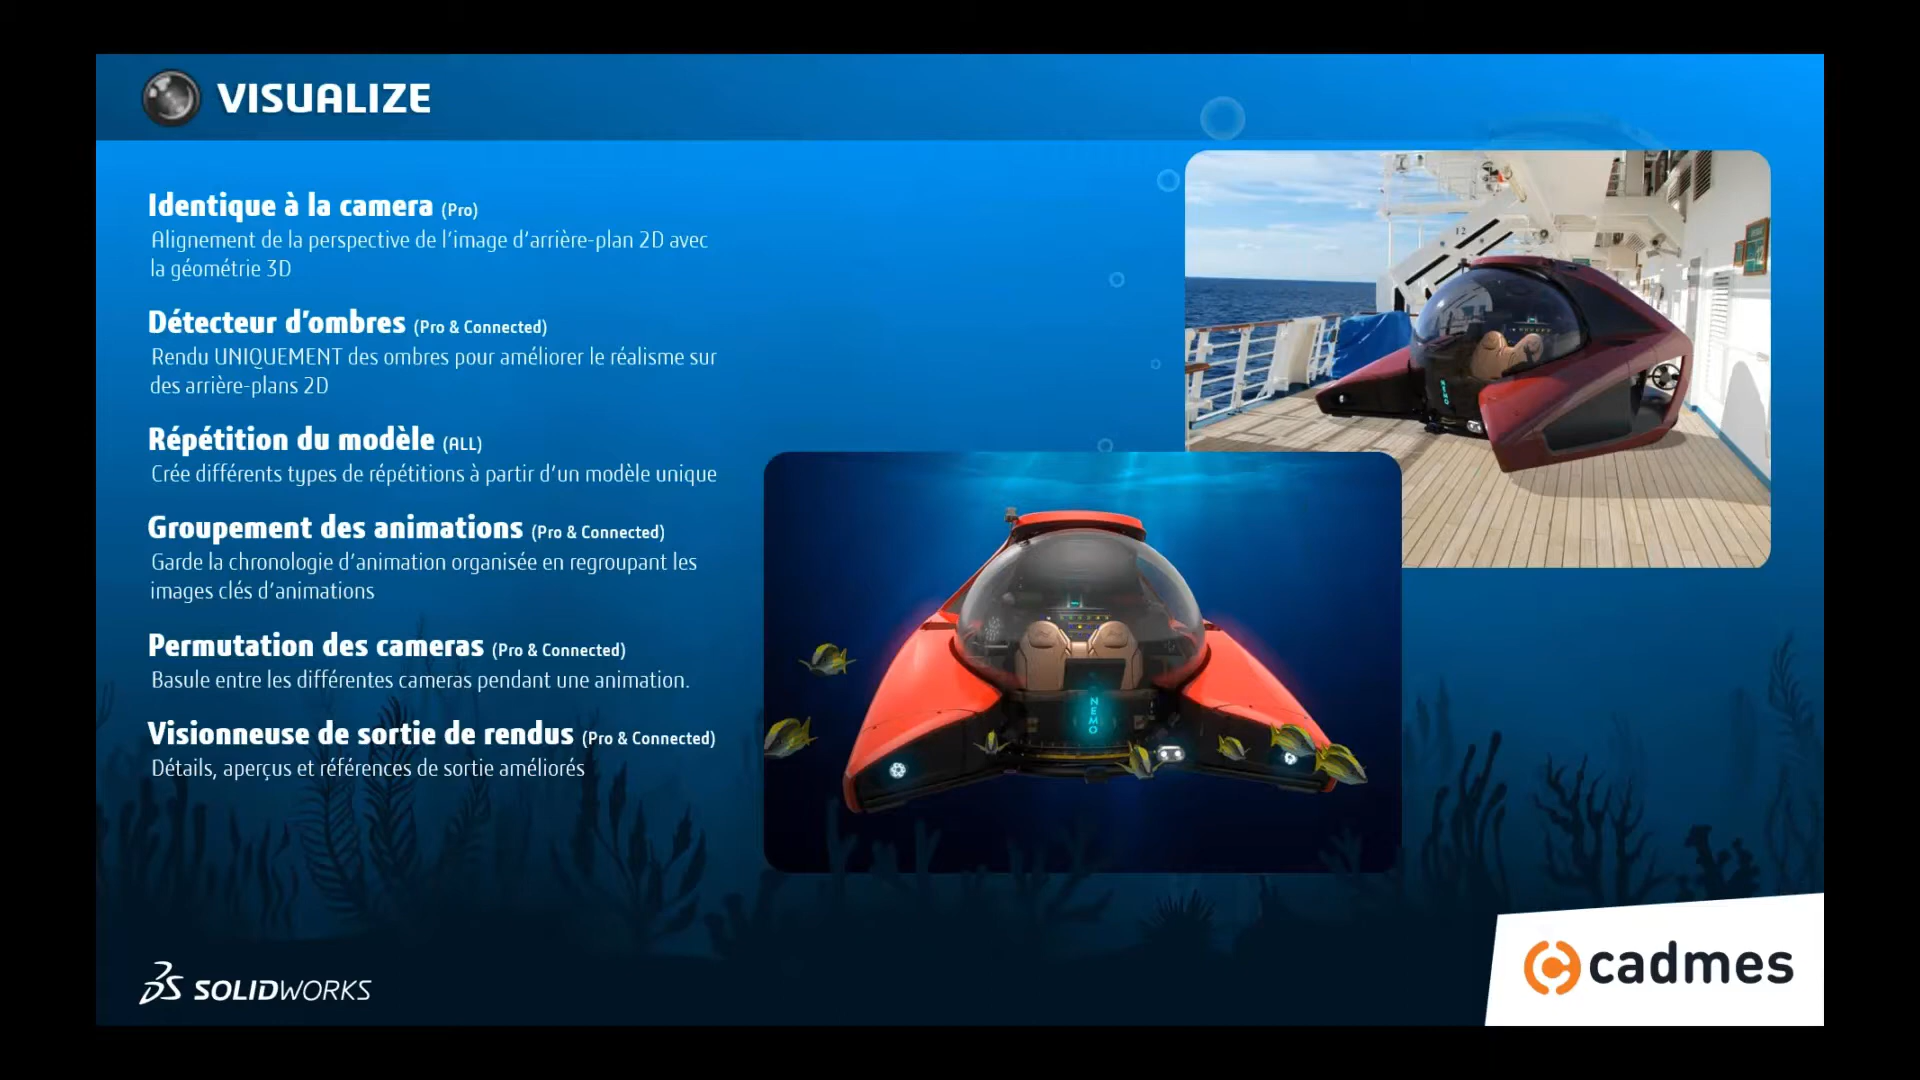 VISUALIZE
Identique à la camera (Pro)
Alignement de la perspective de l'image d'arrière-plan 2D avec
la géométrie 3D
Détecteur d'ombres (Pro & Connected)
Rendu UNIQUEMENT des ombres pour améliorer le réalisme sur
des arrière-plans 2D
Répétition du modèle (ALL)
Crée différents types de répétitions à partir d'un modèle unique
Groupement des animations (Pro & Connected)
Garde la chronologie d'animation organisée en regroupant les
images clés d'animations
Permutation des cameras (Pro & Connected)
Basule entre les différentes cameras pendant une animation.
Visionneuse de sortie de rendus (Pro & Connected)
Détails, aperçus et références de sortie améliorés
12
NEMO
NEMO
SOLIDWORKS
cadmes